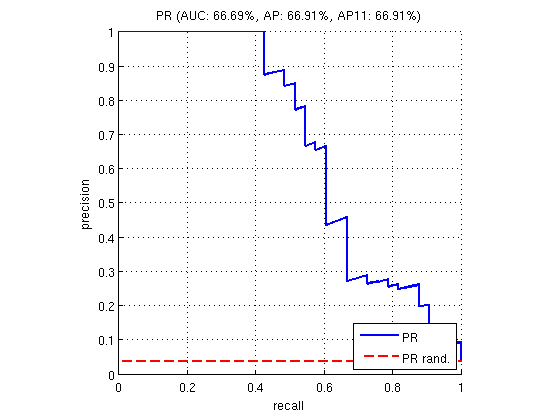 PR (AUC: 66.69%, AP: 66.91%, AP11: 66.91%)
1
0.9
0.8
0.7
0.6
0.5
0.4
0.3
0.2
0.1
0
precision
0 0.2 0.4 0.6 0.8 1
recall
PR
PR rand.